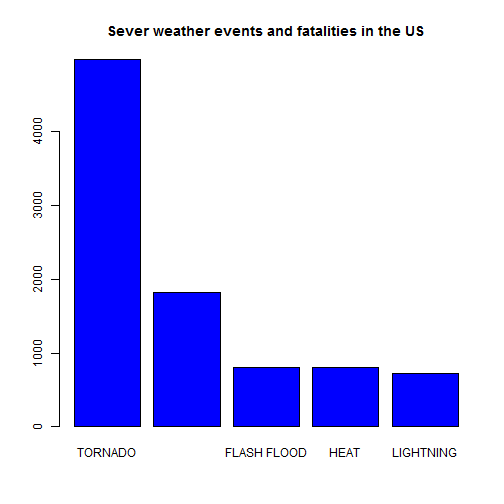 Sever weather events and fatalities in the US
4000
3000
2000
1000
0
TORNADO
FLASH FLOOD
HEAT
LIGHTNING